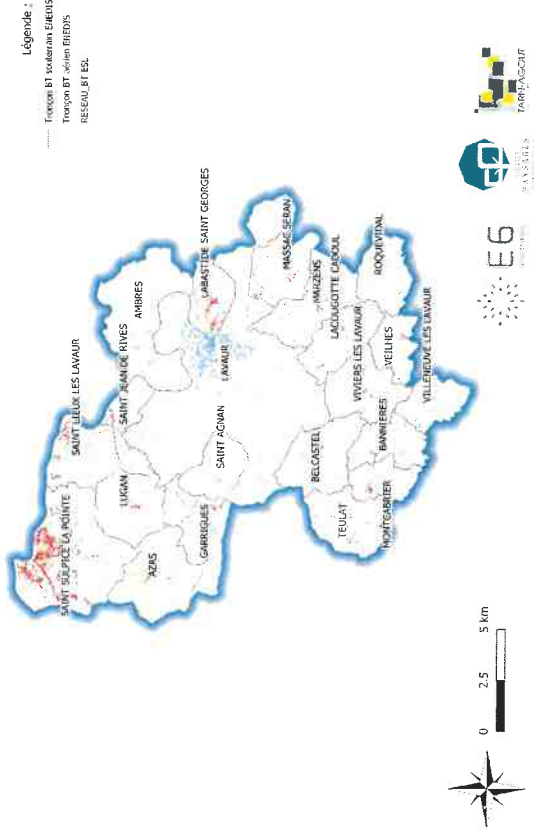 Légende :
Tronçon BT souterrain ENEDIS
Tronçon BT aérien ENEDIS
RESEAU_BT ESL
SAINT LIEUX LES LAVAUR
AMBRES
SAINT JEAN DE RIVES
SAINT SULPICE LA POINTE
LUGAN
LABASTIDE SAINT GEORGES
AZAS
LAVAUR
GARRIGUES
SAINT AGNAN
MASSAC SERAN
MARZENS
LACOUGOTTE CADOUL
BELCASTEL
VIVIERS LES LAVAUR
ROQUEVIDAL
TEULAT
VEILHES
BANNIERES
MONTCABRIER
VILLENEUVE LES LAVAUR
0 2.5 5 km
E6
PAYSAGES
TARN-AGOUT